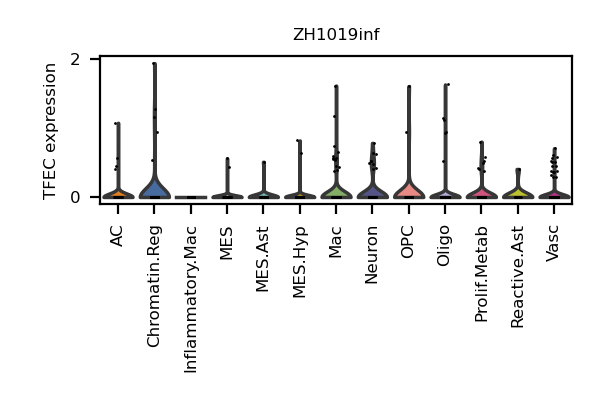 ZH1019inf
TFEC expression
2
0
AC
Chromatin.Reg
Inflammatory.Mac
MES
MES.Ast
MES.Hyp
Mac
Neuron
OPC
Oligo
Prolif.Metab
Reactive.Ast
Vasc